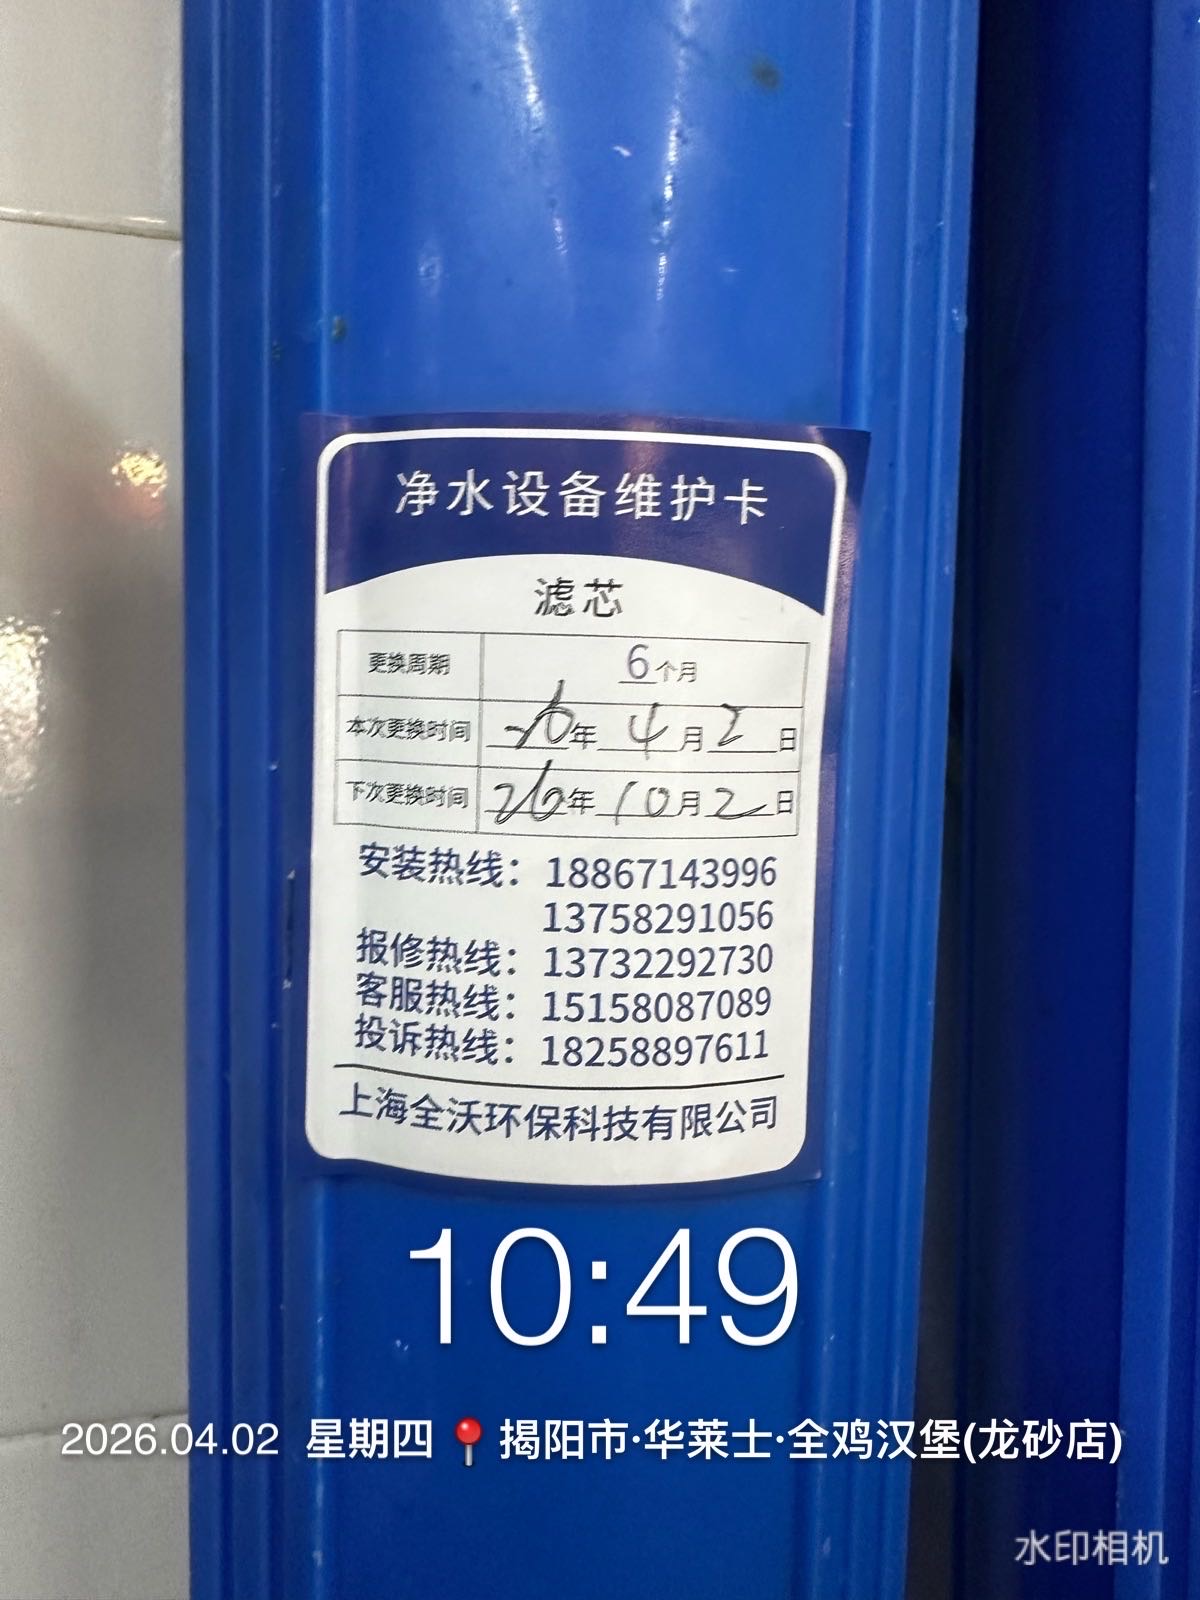 净水设备维护卡
滤芯
更换周期 6个月
本次更换时间 26年4月2日
下次更换时间 26年10月2日
安装热线：18867143996
13758291056
报修热线：13732292730
客服热线：15158087089
投诉热线：18258897611
上海全沃环保科技有限公司
10:49
2026.04.02 星期四 揭阳市·华莱士·全鸡汉堡(龙砂店)
水印相机